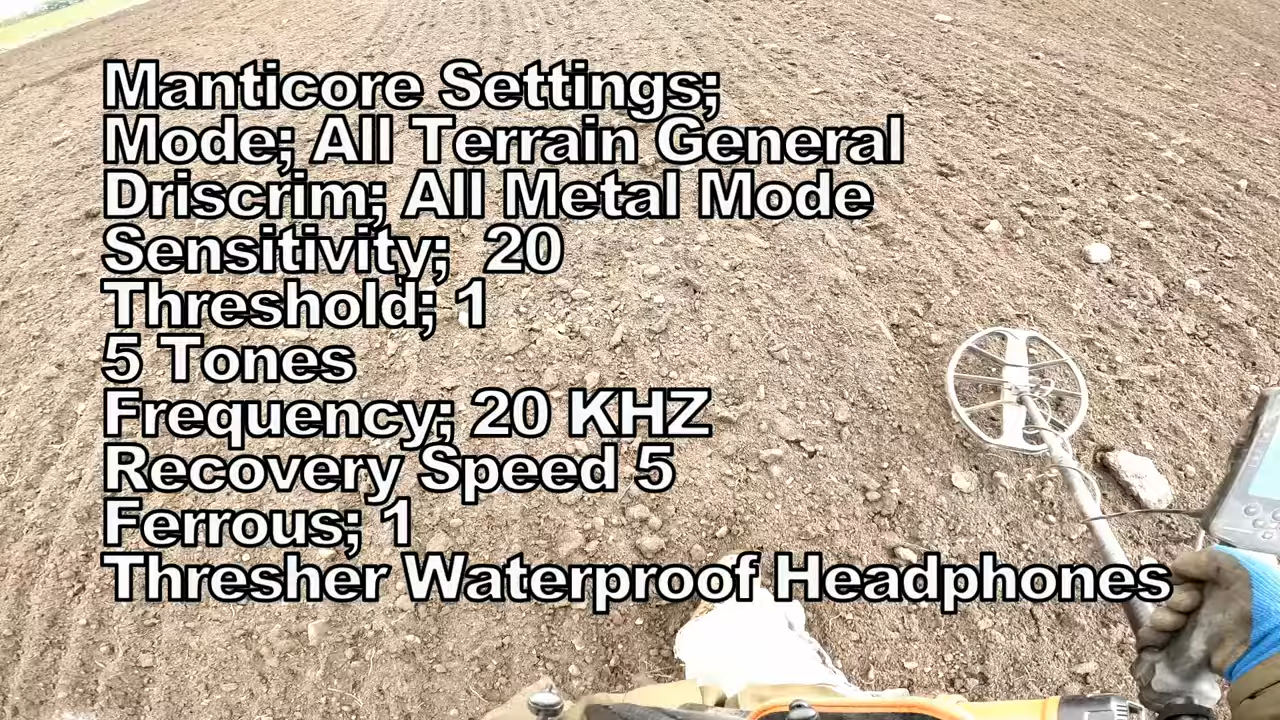 Manticore Settings;
Mode; All Terrain General
Driscrim; All Metal Mode
Sensitivity;  20
Threshold; 1
5 Tones
Frequency; 20 KHZ
Recovery Speed 5
Ferrous; 1
Thresher Waterproof Headphones